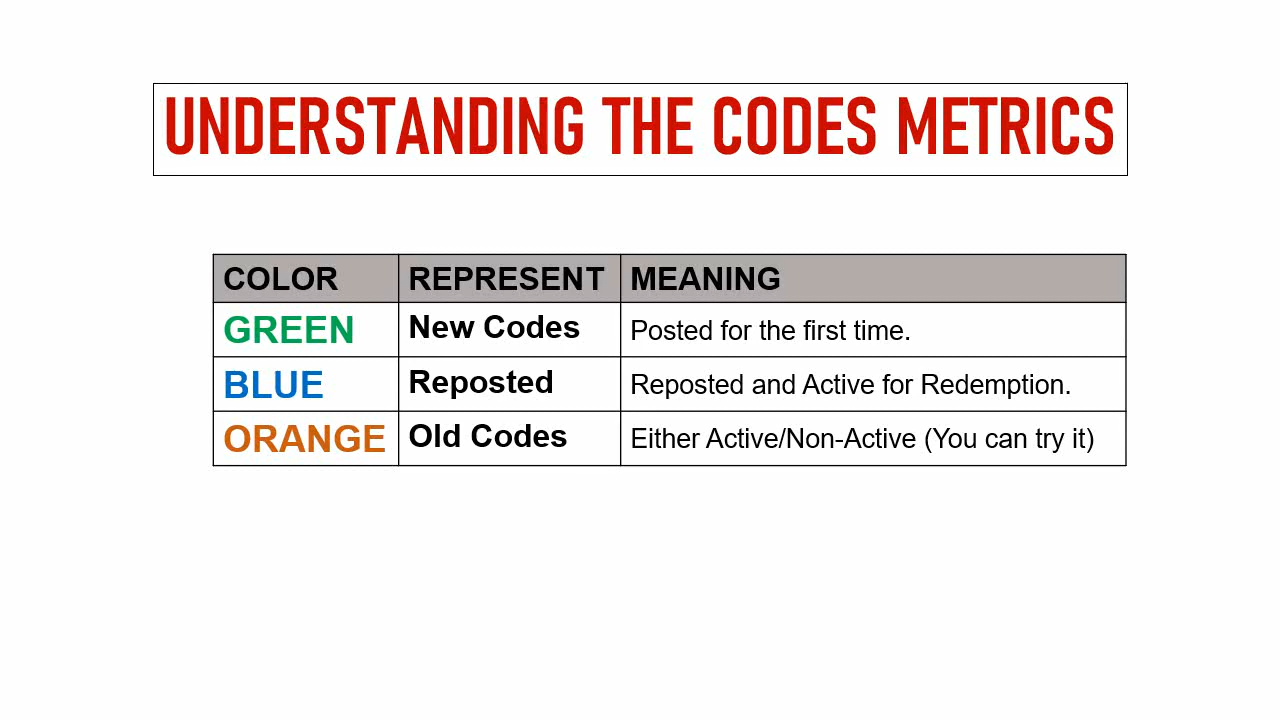 UNDERSTANDING THE CODES METRICS
COLOR REPRESENT MEANING
GREEN New Codes Posted for the first time.
BLUE Reposted Reposted and Active for Redemption.
ORANGE Old Codes Either Active/Non-Active (You can try it)